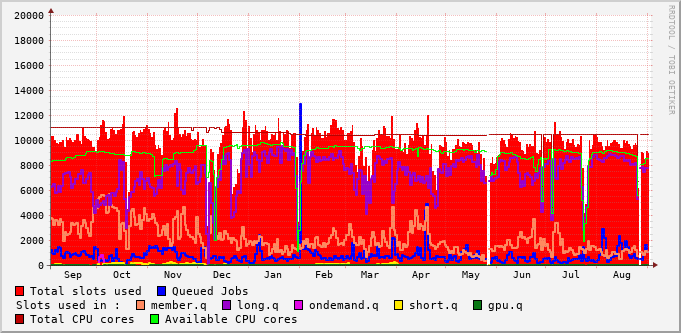 20000
18000
16000
14000
12000
10000
8000
6000
4000
2000
0
Sep Oct Nov Dec Jan Feb Mar Apr May Jun Jul Aug
RRDTOOL / TOBI OETIKER
Total slots used Queued Jobs
Slots used in : member.q long.q ondemand.q short.q gpu.q
Total CPU cores Available CPU cores